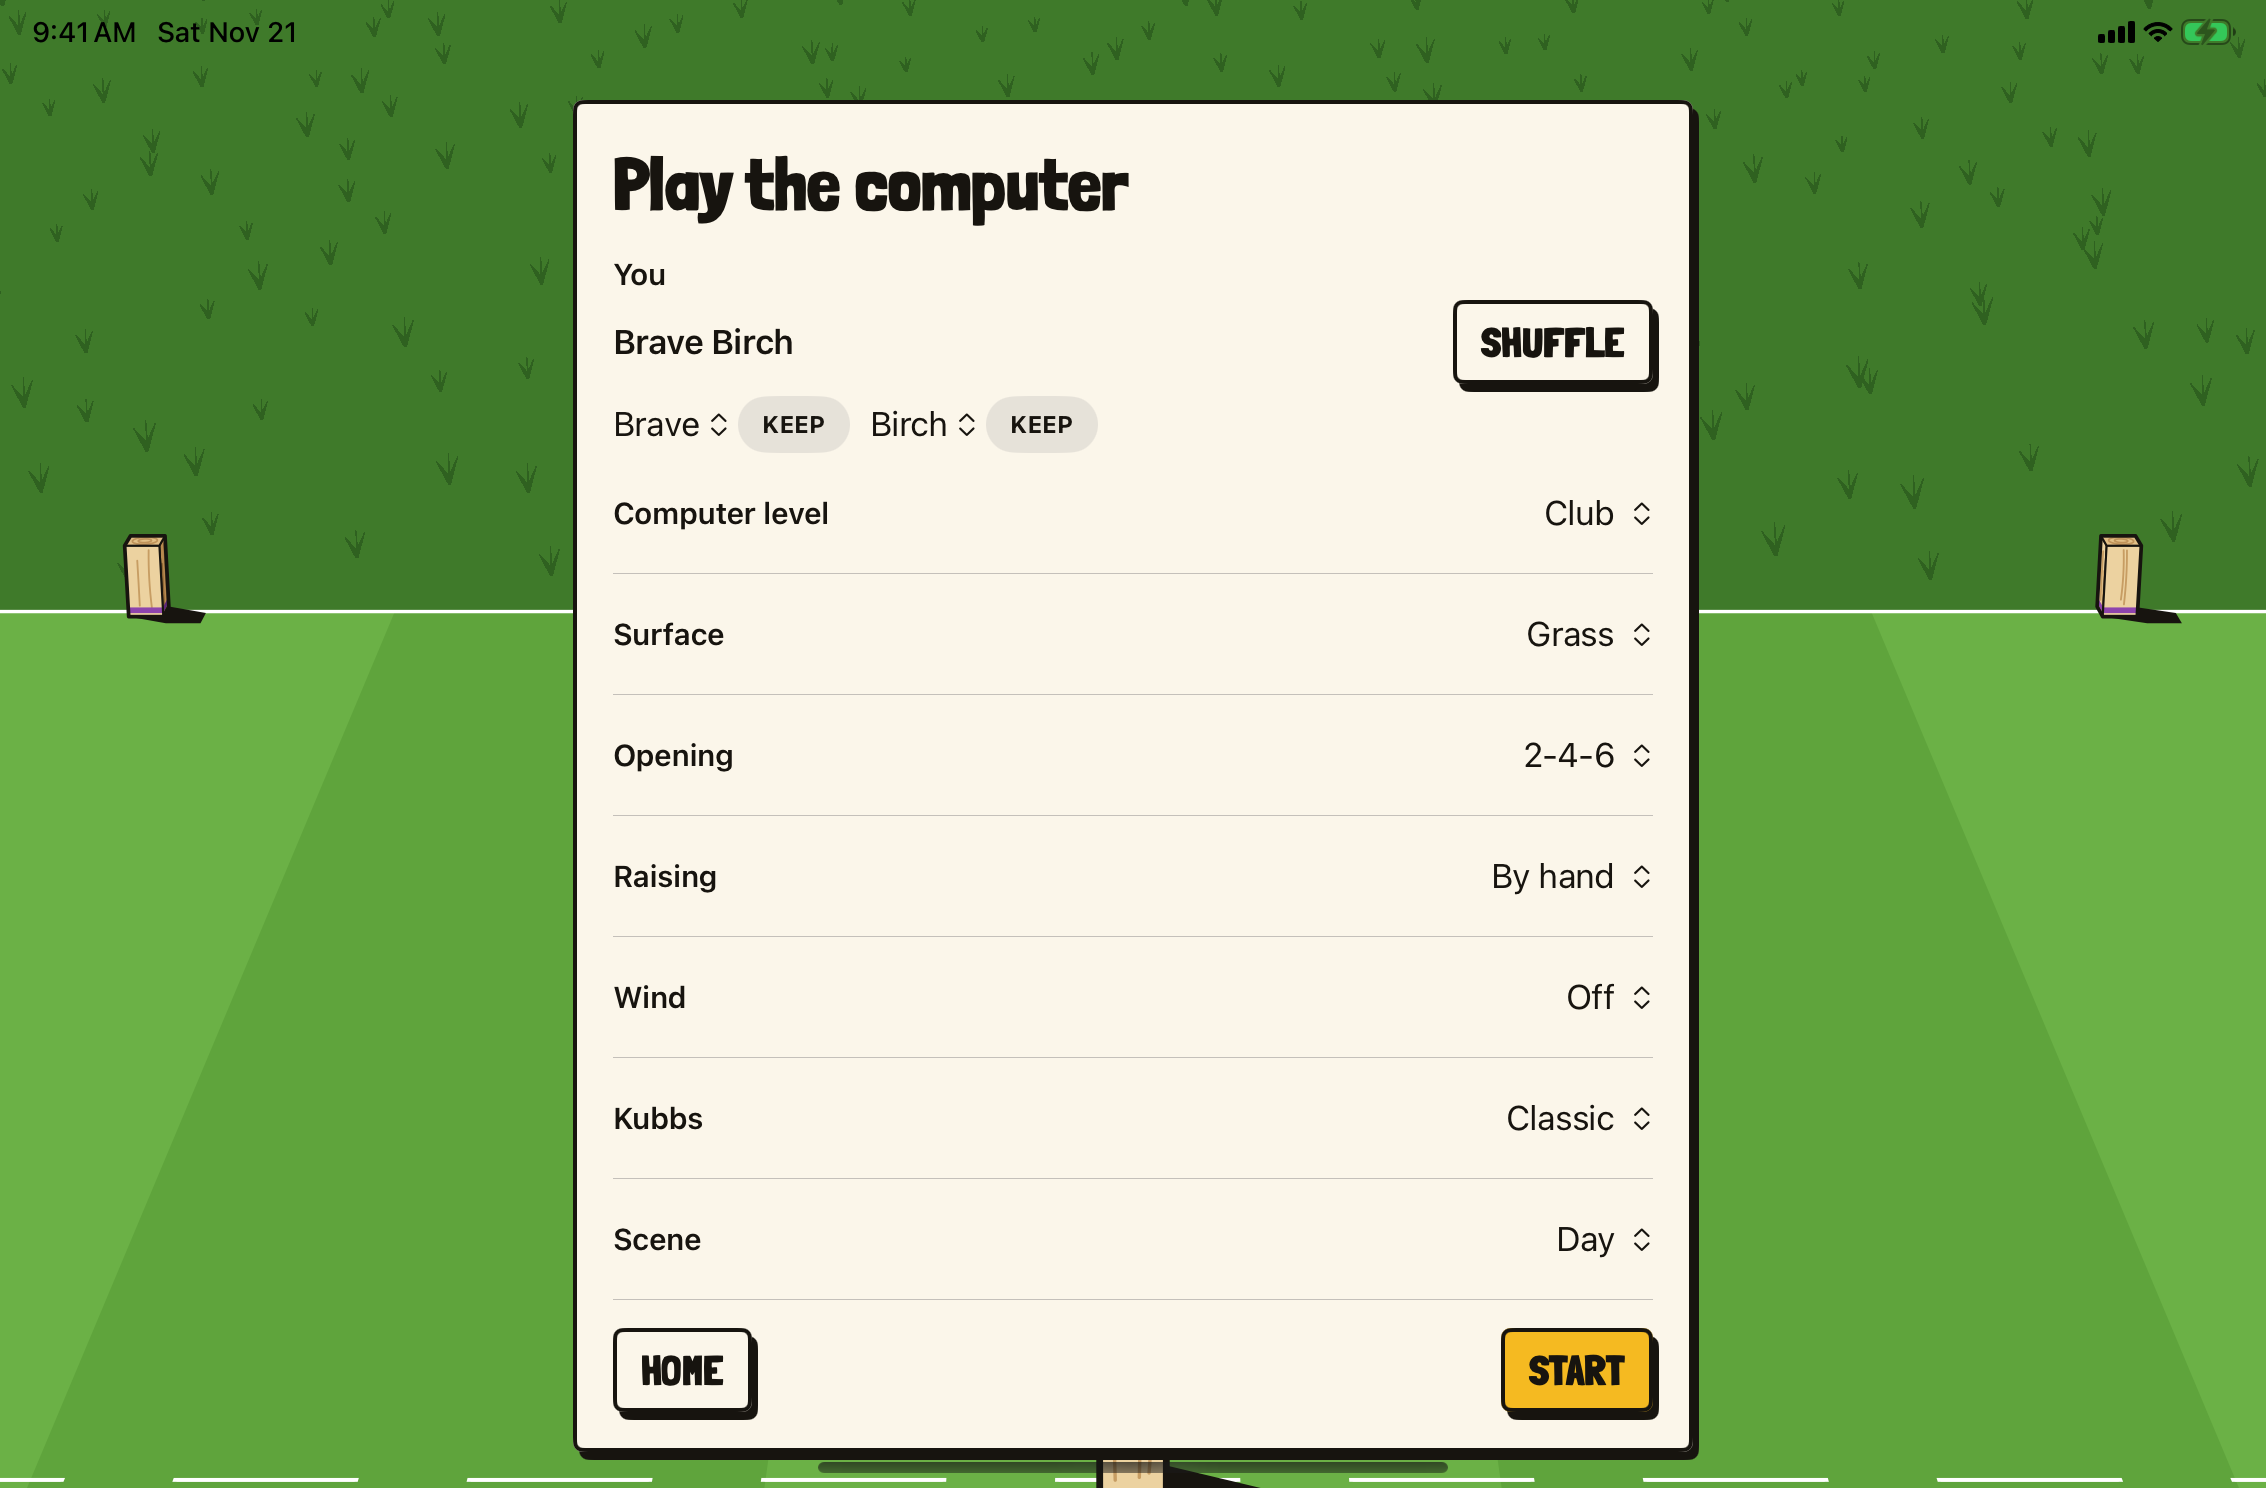 9:41 AM Sat Nov 21
Play the computer
You
Brave Birch
SHUFFLE
Brave KEEP Birch KEEP
Computer level Club
Surface Grass
Opening 2-4-6
Raising By hand
Wind Off
Kubbs Classic
Scene Day
HOME START